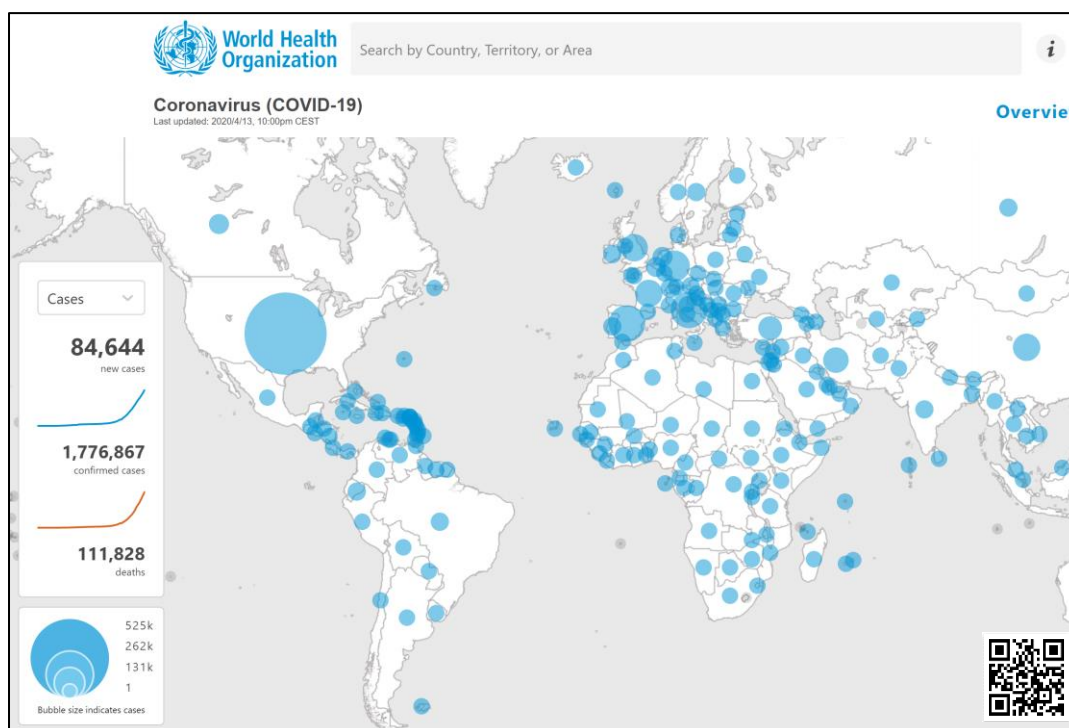 World Health
Organization
Search by Country, Territory, or Area
i
Coronavirus (COVID-19)
Last updated: 2020/4/13, 10:00pm CEST
Overvie
Cases
84,644
new cases
1,776,867
confirmed cases
111,828
deaths
525k
262k
131k
1
Bubble size indicates cases